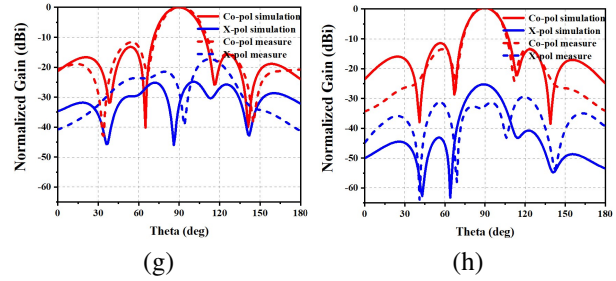 Normalized Gain (dBi)
0
-10
-20
-30
-40
-50
-60
Co-pol simulation
X-pol simulation
Co-pol measure
X-pol measure
0 30 60 90 120 150 180
Theta (deg)
(g)
Normalized Gain (dBi)
0
-10
-20
-30
-40
-50
-60
Co-pol simulation
X-pol simulation
Co-pol measure
X-pol measure
0 30 60 90 120 150 180
Theta (deg)
(h)